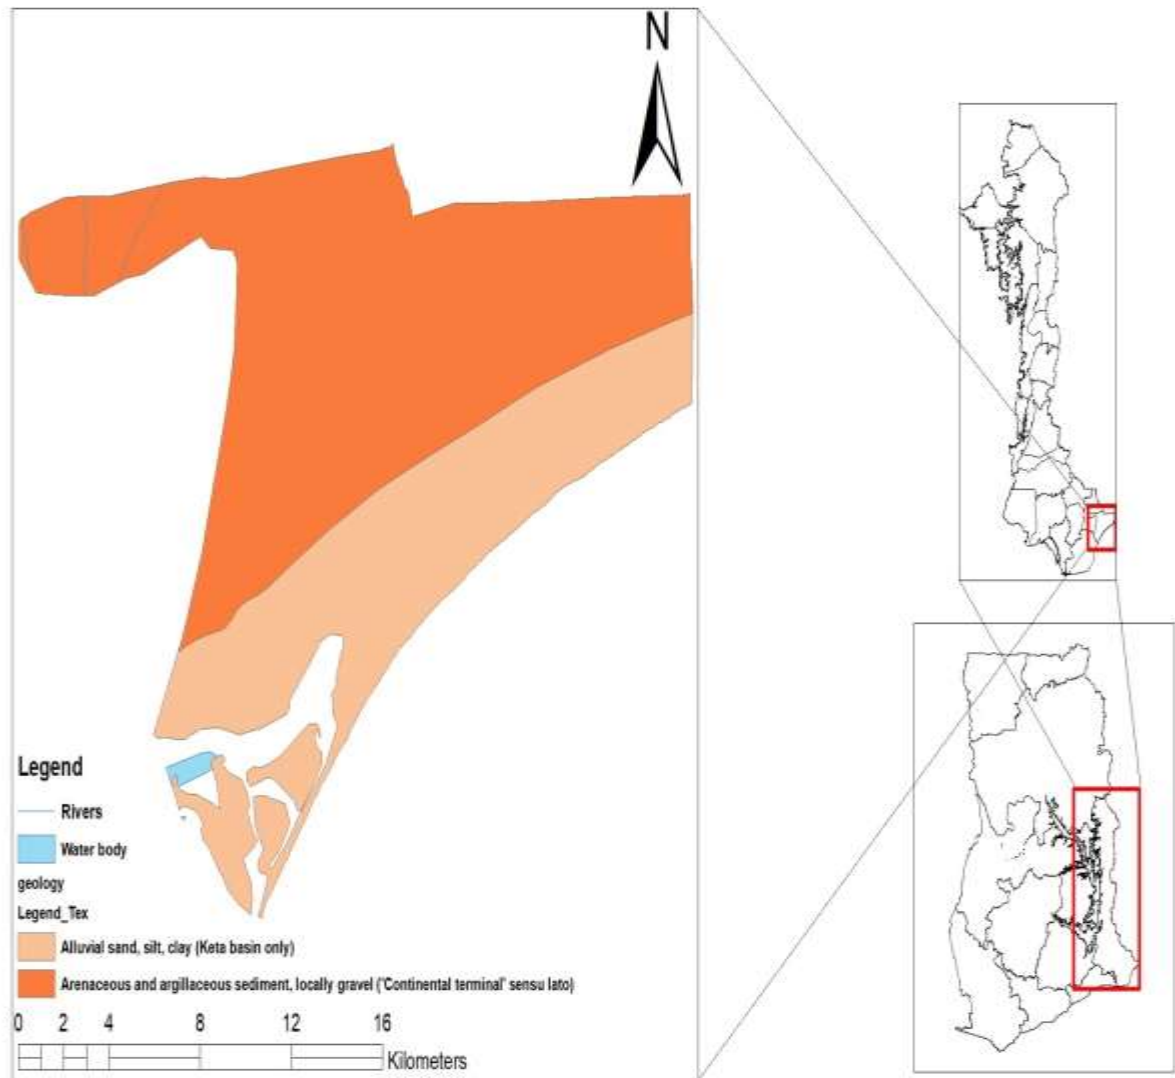 N
Legend
Rivers
Water body
geology
Legend_Tex
Alluvial sand, silt, clay (Keta basin only)
Arenaceous and argillaceous sediment, locally gravel ('Continental terminal' sensu lato)
0 2 4 8 12 16
Kilometers